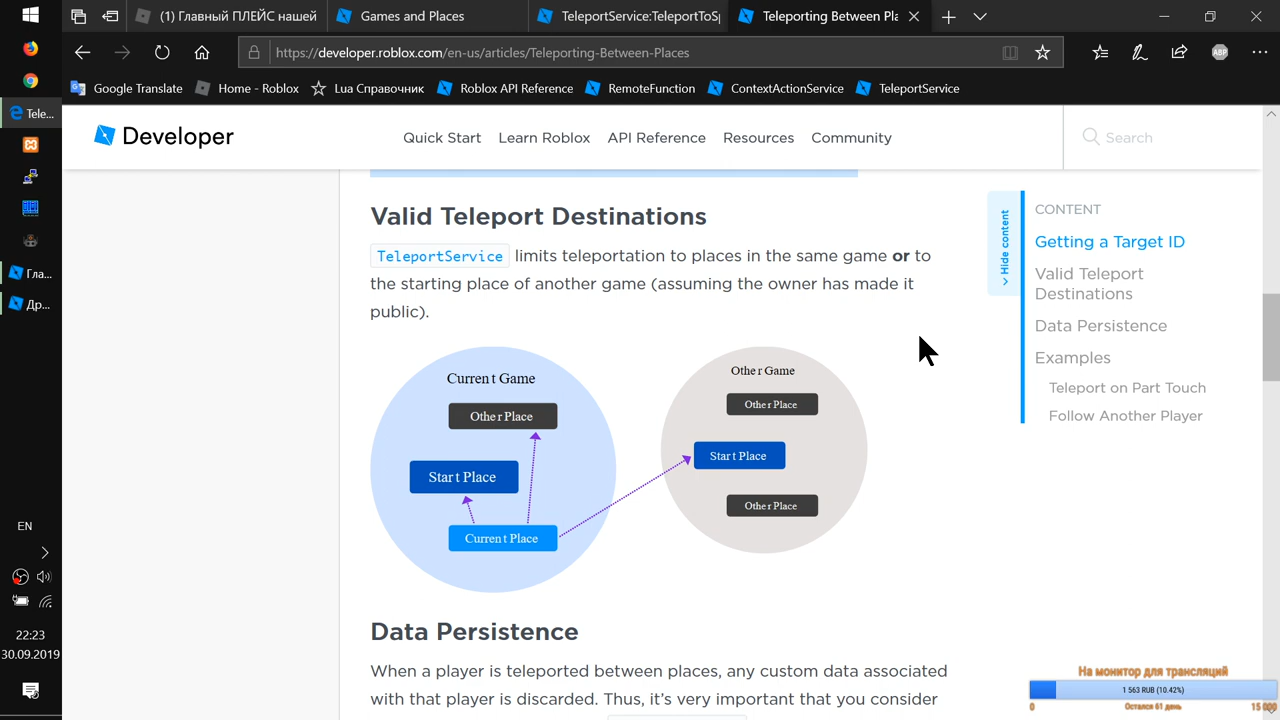 (1) Главный ПЛЕЙС нашей
Games and Places
TeleportService:TeleportToSp
Teleporting Between Pla
https://developer.roblox.com/en-us/articles/Teleporting-Between-Places
Google Translate
Home - Roblox
Lua Справочник
Roblox API Reference
RemoteFunction
ContextActionService
TeleportService
ABP
Tele...
Гла...
Др...
EN
22:23
30.09.2019
Developer
Quick Start
Learn Roblox
API Reference
Resources
Community
Search
Valid Teleport Destinations
TeleportService limits teleportation to places in the same game or to
the starting place of another game (assuming the owner has made it
public).
Current Game
Other Place
Start Place
Current Place
Other Game
Other Place
Start Place
Other Place
Data Persistence
When a player is teleported between places, any custom data associated
with that player is discarded. Thus, it's very important that you consider
Hide content
CONTENT
Getting a Target ID
Valid Teleport
Destinations
Data Persistence
Examples
Teleport on Part Touch
Follow Another Player
На монитор для трансляций
1 563 RUB (10.42%)
0
Остался 61 день
15 000